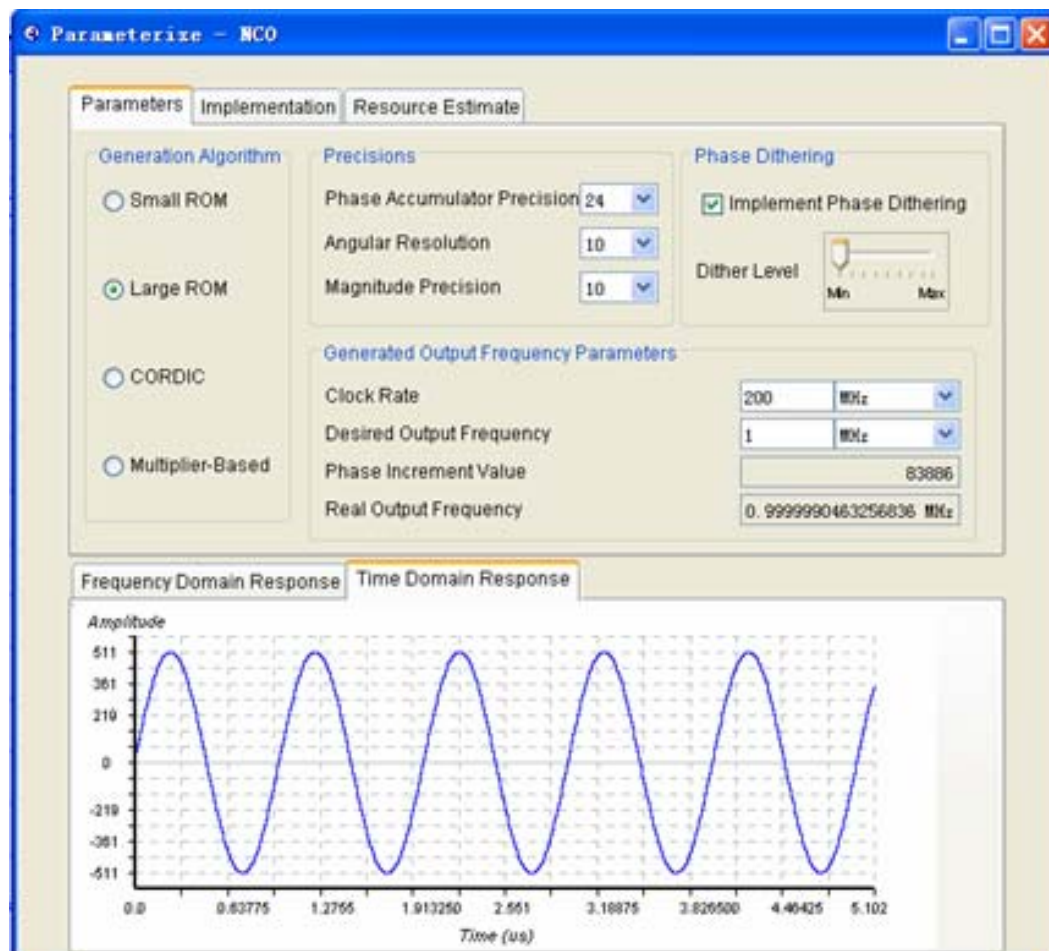 Parameterize - NCO
Parameters Implementation Resource Estimate
Generation Algorithm
Small ROM
Large ROM
CORDIC
Multiplier-Based
Precisions
Phase Accumulator Precision 24
Angular Resolution 10
Magnitude Precision 10
Phase Dithering
Implement Phase Dithering
Dither Level
Min Max
Generated Output Frequency Parameters
Clock Rate 200 MHz
Desired Output Frequency 1 MHz
Phase Increment Value 83886
Real Output Frequency 0.9999990463256836 MHz
Frequency Domain Response Time Domain Response
Amplitude
511
361
219
0
-219
-361
-511
0.0 0.63775 1.2755 1.913250 2.551 3.18875 3.826500 4.46425 5.102
Time (us)